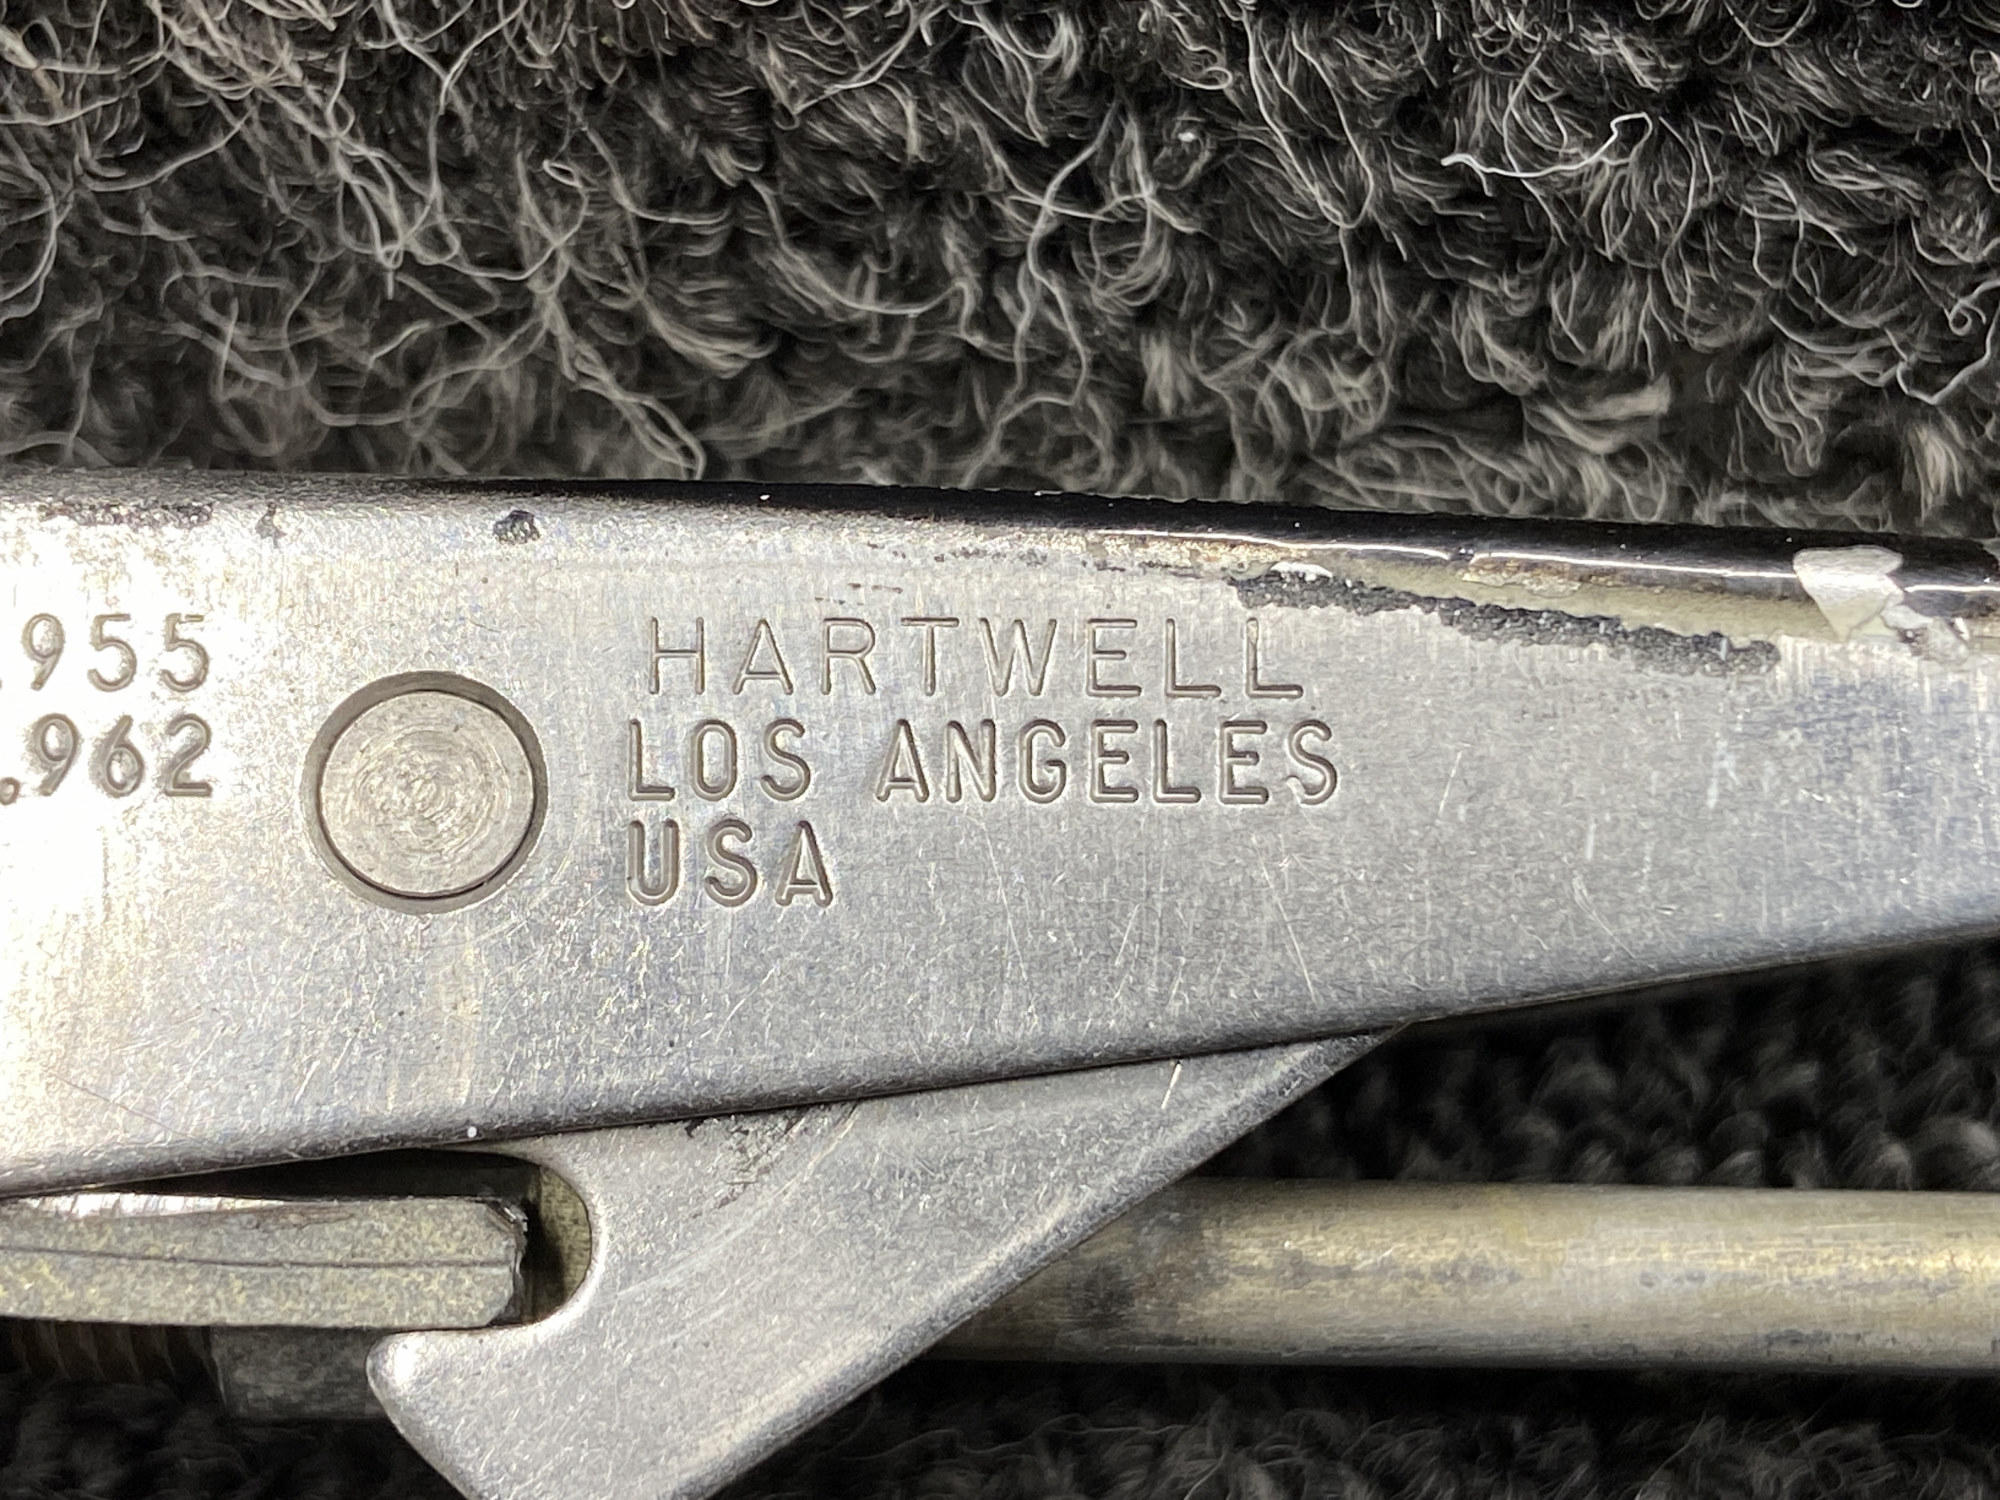 .955
.962
HARTWELL
LOS ANGELES
USA